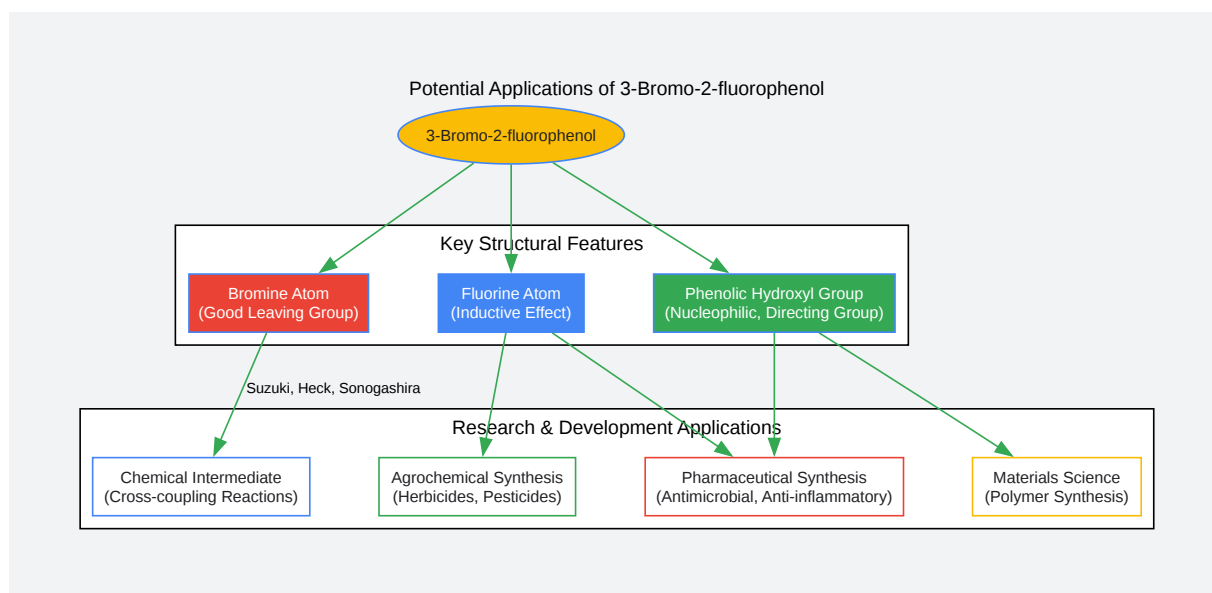 Potential Applications of 3-Bromo-2-fluorophenol
3-Bromo-2-fluorophenol
Key Structural Features
Bromine Atom
(Good Leaving Group)
Fluorine Atom
(Inductive Effect)
Phenolic Hydroxyl Group
(Nucleophilic, Directing Group)
Suzuki, Heck, Sonogashira
Research & Development Applications
Chemical Intermediate
(Cross-coupling Reactions)
Agrochemical Synthesis
(Herbicides, Pesticides)
Pharmaceutical Synthesis
(Antimicrobial, Anti-inflammatory)
Materials Science
(Polymer Synthesis)